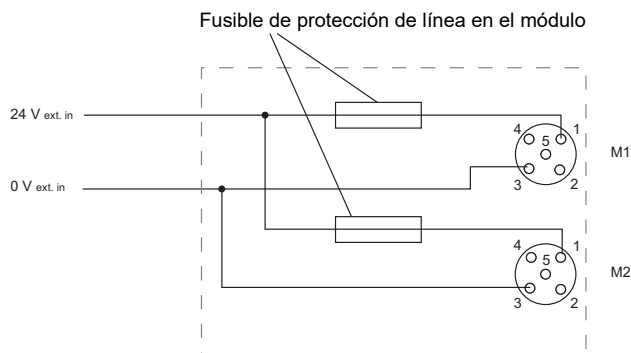 Fusible de protección de línea en el módulo
24 V ext. in
4
1
5
M1
3
2
0 V ext. in
4
1
5
M2
3
2